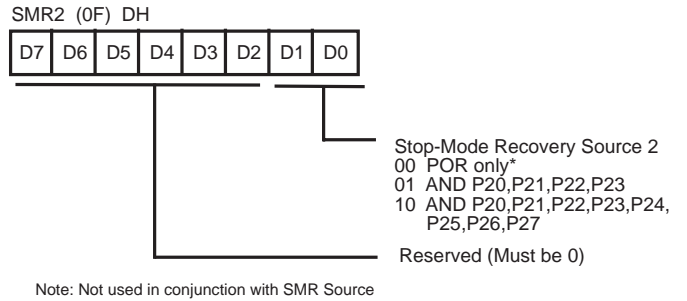 SMR2 (0F) DH
D7 D6 D5 D4 D3 D2 D1 D0
Stop-Mode Recovery Source 2
00 POR only*
01 AND P20,P21,P22,P23
10 AND P20,P21,P22,P23,P24,
P25,P26,P27
Reserved (Must be 0)
Note: Not used in conjunction with SMR Source